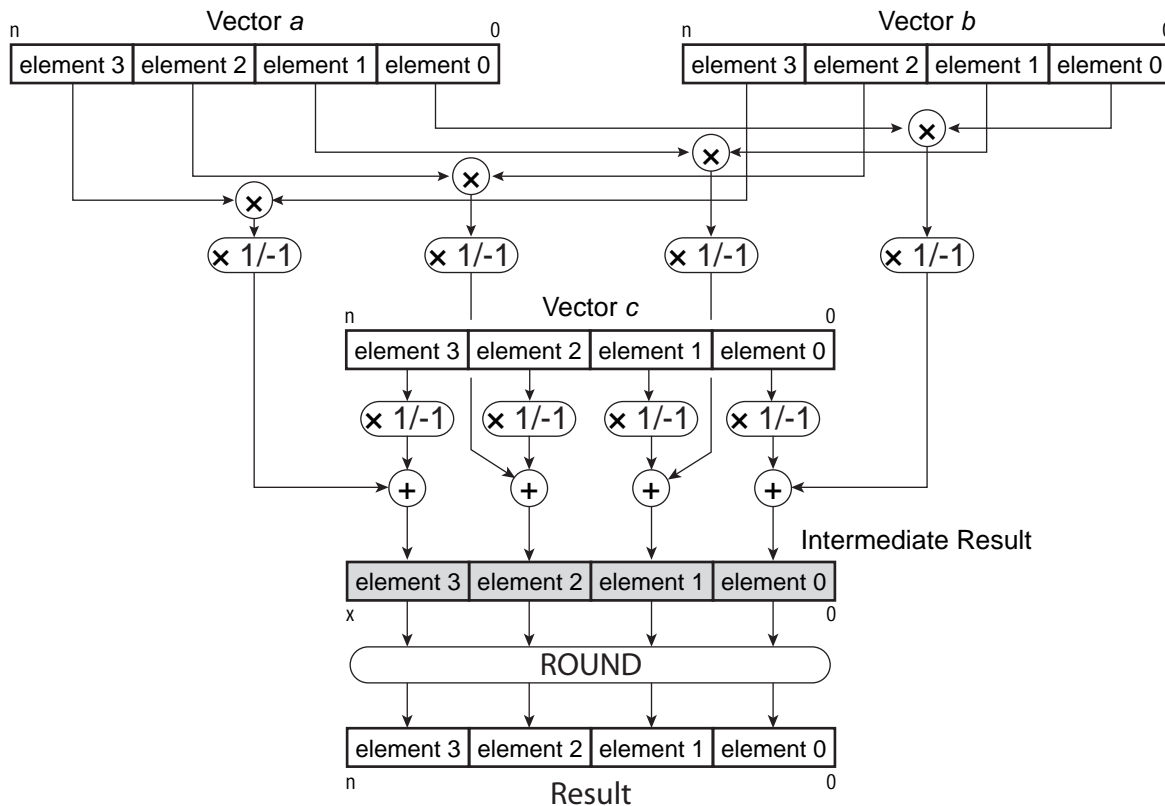 Vector a
Vector b
n 0 n 0
element 3 element 2 element 1 element 0 element 3 element 2 element 1 element 0
×
×
×
×
× 1/-1 × 1/-1 × 1/-1 × 1/-1
Vector c
n 0
element 3 element 2 element 1 element 0
× 1/-1 × 1/-1 × 1/-1 × 1/-1
+ + + +
Intermediate Result
element 3 element 2 element 1 element 0
x 0
ROUND
element 3 element 2 element 1 element 0
n 0
Result